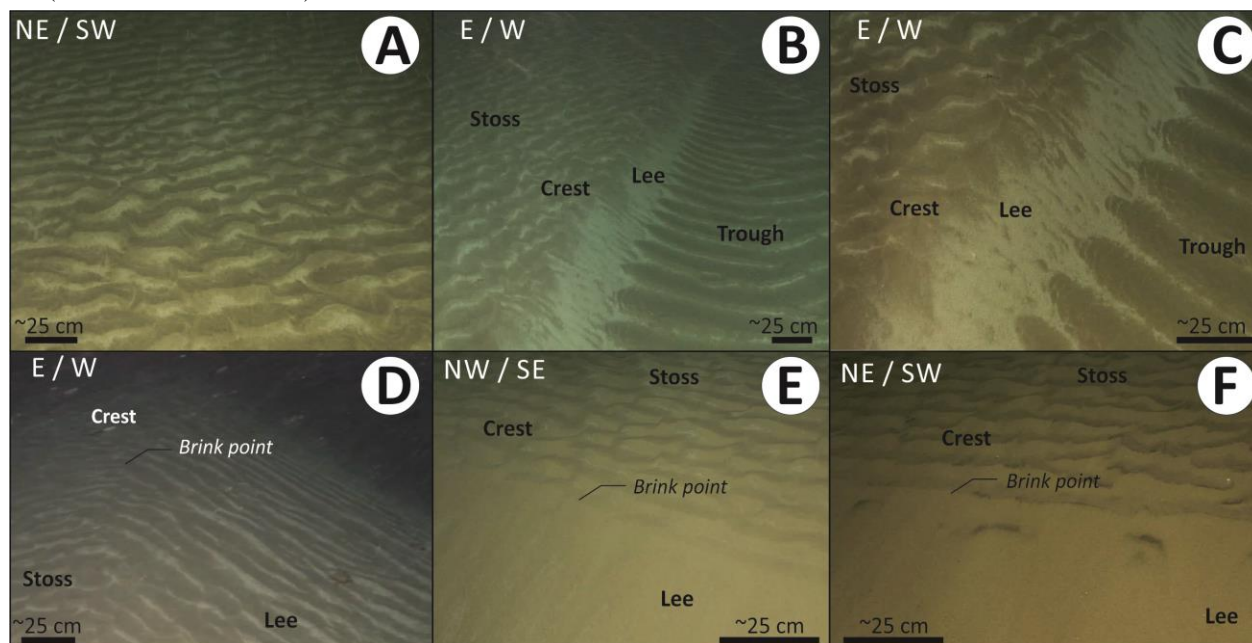 NE / SW
A
~25 cm
E / W
B
Stoss
Crest
Lee
Trough
~25 cm
E / W
C
Stoss
Crest
Lee
Trough
~25 cm
E / W
D
Crest
Brink point
Stoss
Lee
~25 cm
NW / SE
E
Stoss
Crest
Brink point
Lee
~25 cm
NE / SW
F
Stoss
Crest
Brink point
Lee
~25 cm